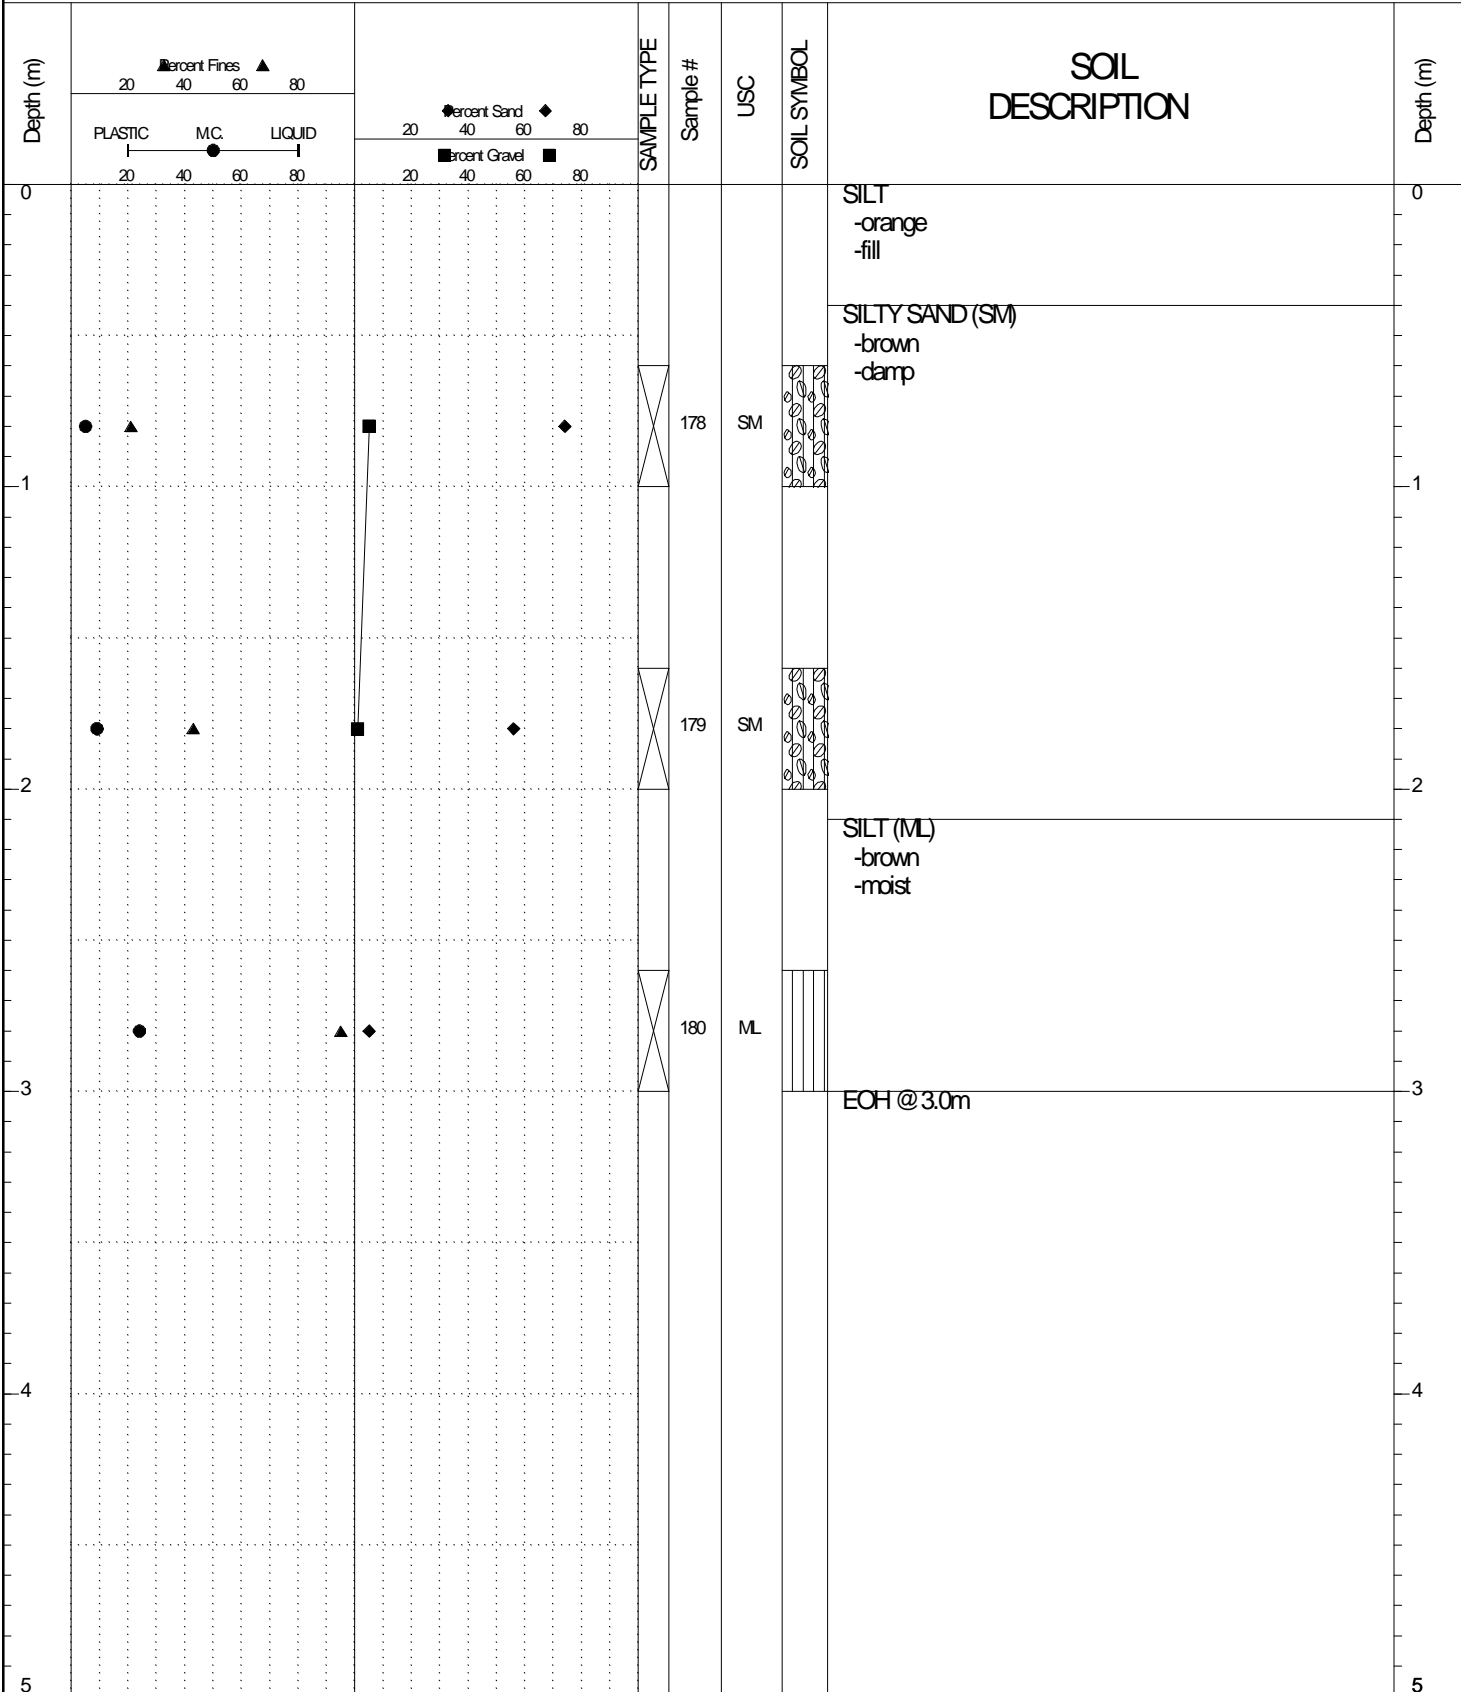 Depth (m)
Percent Fines
20 40 60 80
PLASTIC M.C. LIQUID
20 40 60 80
Percent Sand
20 40 60 80
Percent Gravel
20 40 60 80
SAMPLE TYPE
Sample #
USC
SOIL SYMBOL
SOIL
DESCRIPTION
Depth (m)
0 SILT 0
-orange
-fill
SILTY SAND (SM)
-brown
-damp
178 SM
1 1
179 SM
2 2
SILT (ML)
-brown
-moist
180 ML
3 3
EOH @ 3.0m
4 4
5 5